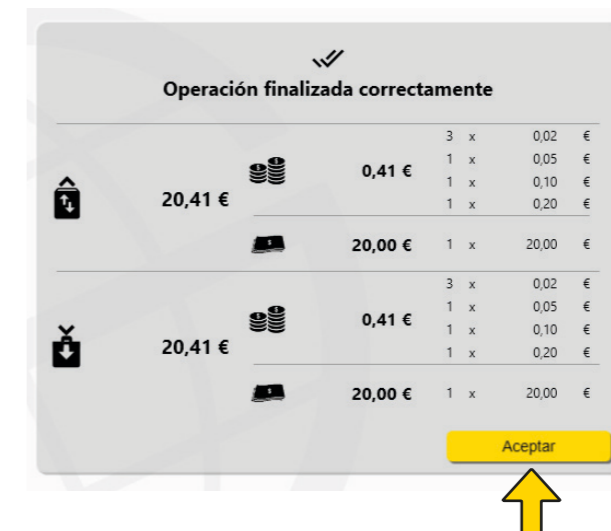 Operación finalizada correctamente
3 x 0,02 €
1 x 0,05 €
0,41 €
1 x 0,10 €
20,41 €
1 x 0,20 €
20,00 € 1 x 20,00 €
3 x 0,02 €
1 x 0,05 €
0,41 €
1 x 0,10 €
20,41 €
1 x 0,20 €
20,00 € 1 x 20,00 €
Aceptar